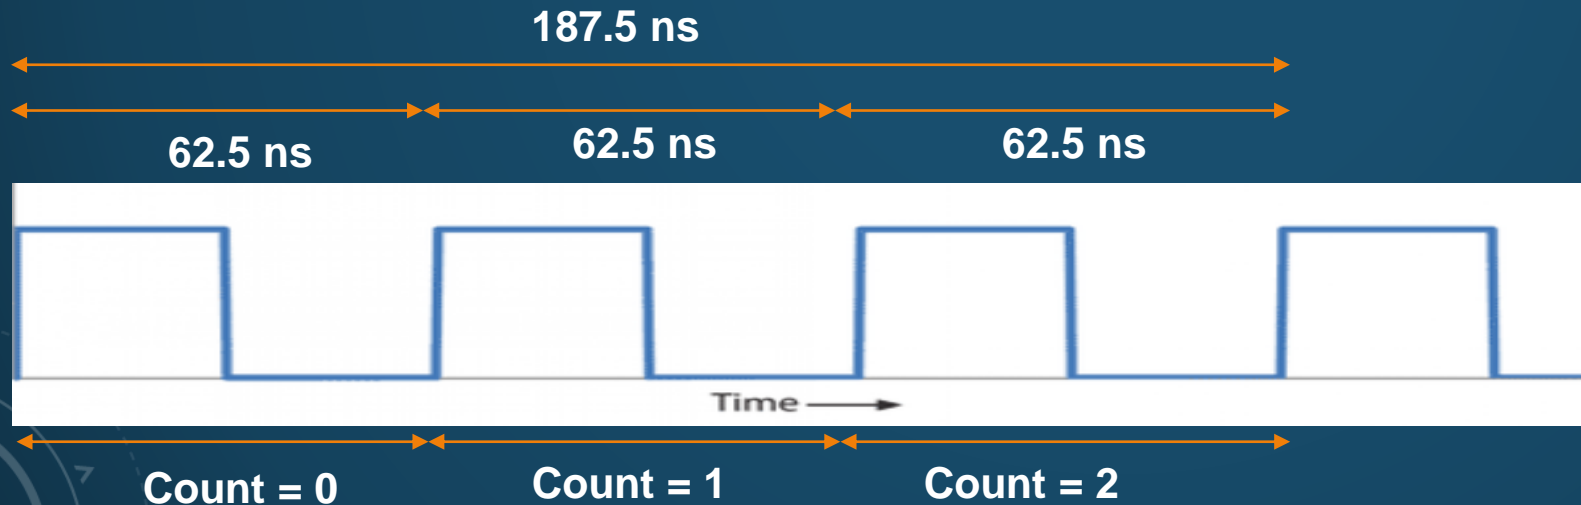 187.5 ns
62.5 ns 62.5 ns 62.5 ns
Time
Count = 0 Count = 1 Count = 2